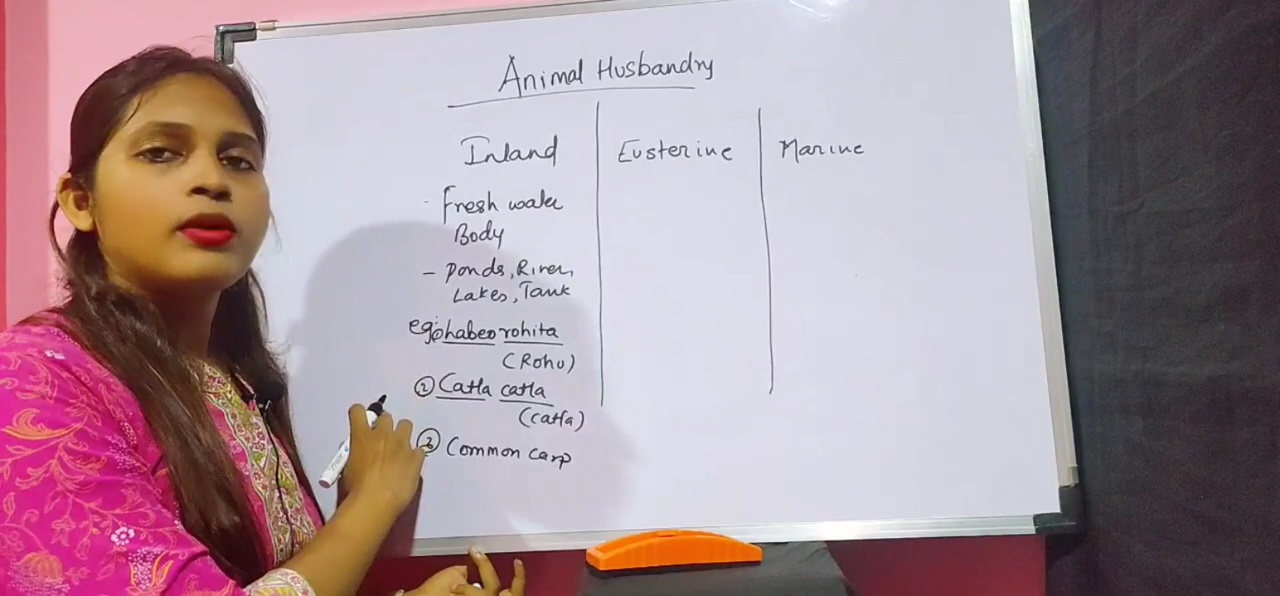 Animal Husbandry
Inland
Fresh water
Body
- Ponds, River,
Lakes, Tank
eg:① Labeo rohita
(Rohu)
② Catla catla
(catla)
③ Common carp
Eusterine
Marine